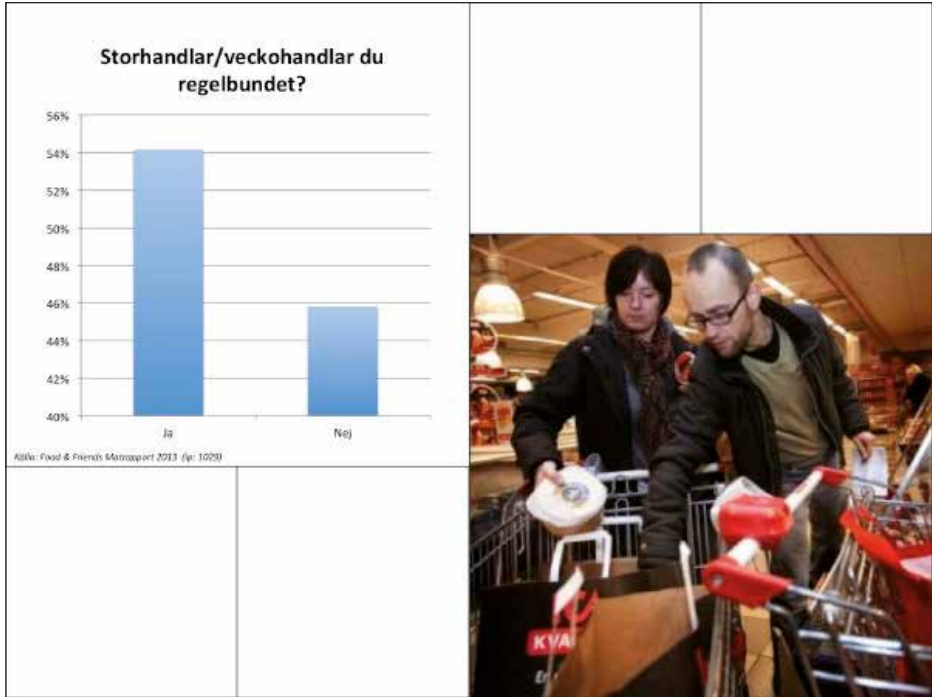 Storhandlar/veckohandlar du
regelbundet?
56%
54%
52%
50%
48%
46%
44%
42%
40%
Ja
Nej
Källa: Food & Friends Matrapport 2013 (ip: 1029)
KVA